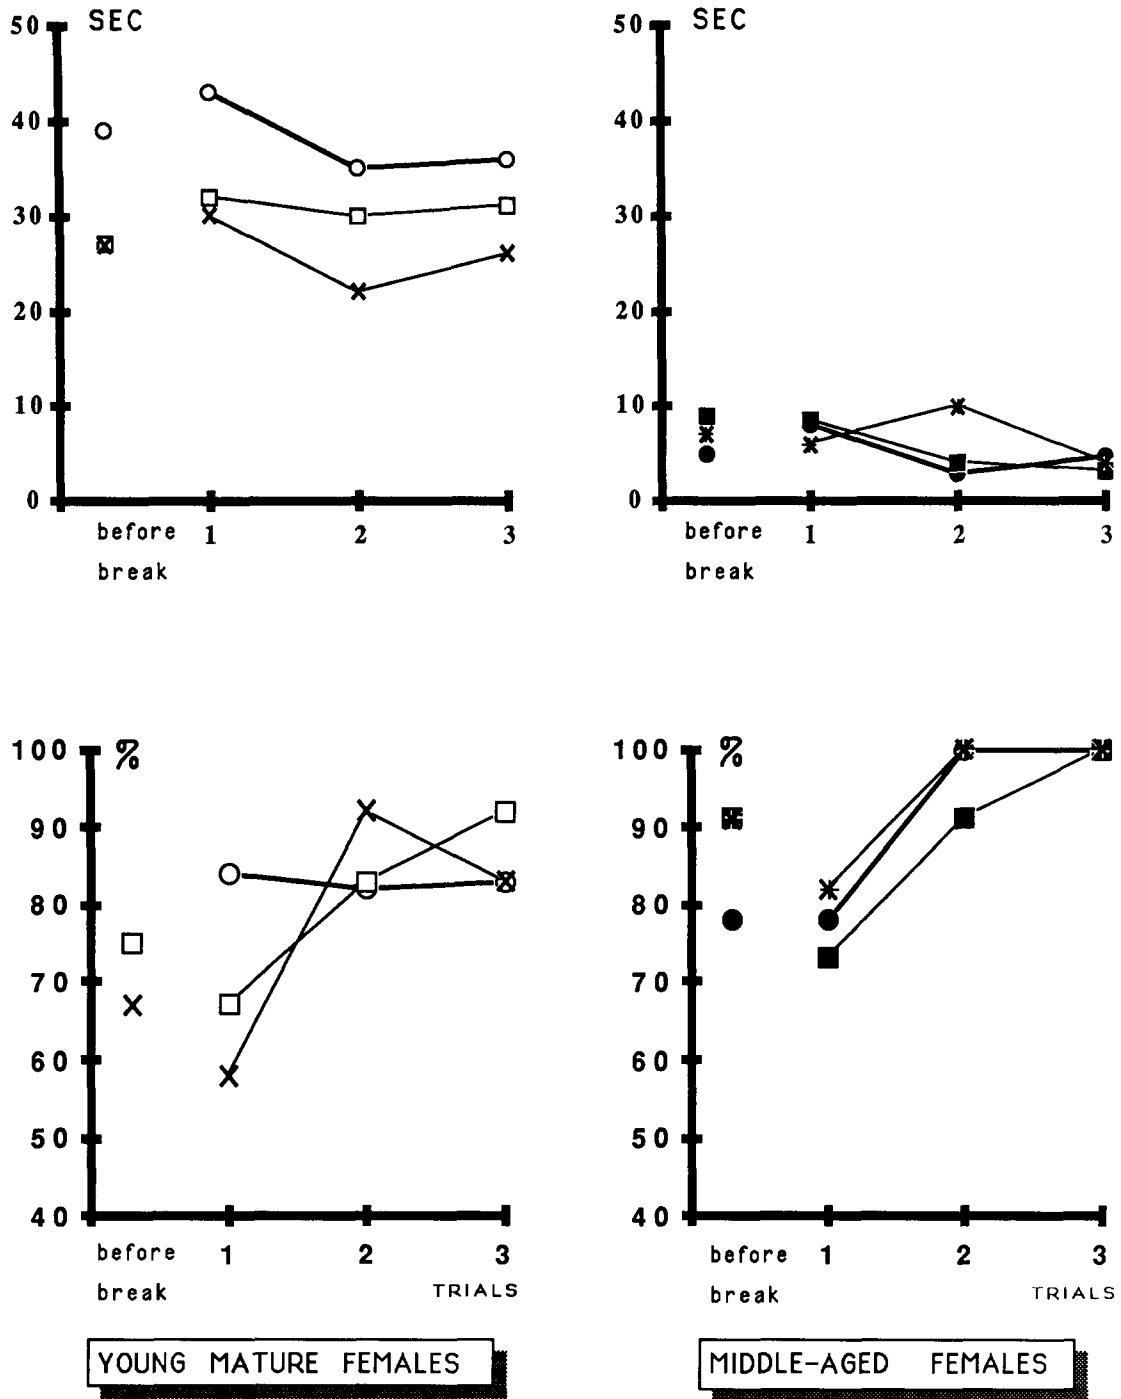 SEC
50
40
30
20
10
0
before 1 2 3
break
SEC
50
40
30
20
10
0
before 1 2 3
break
%
100
90
80
70
60
50
40
before 1 2 3
break TRIALS
YOUNG MATURE FEMALES
%
100
90
80
70
60
50
40
before 1 2 3
break TRIALS
MIDDLE-AGED FEMALES